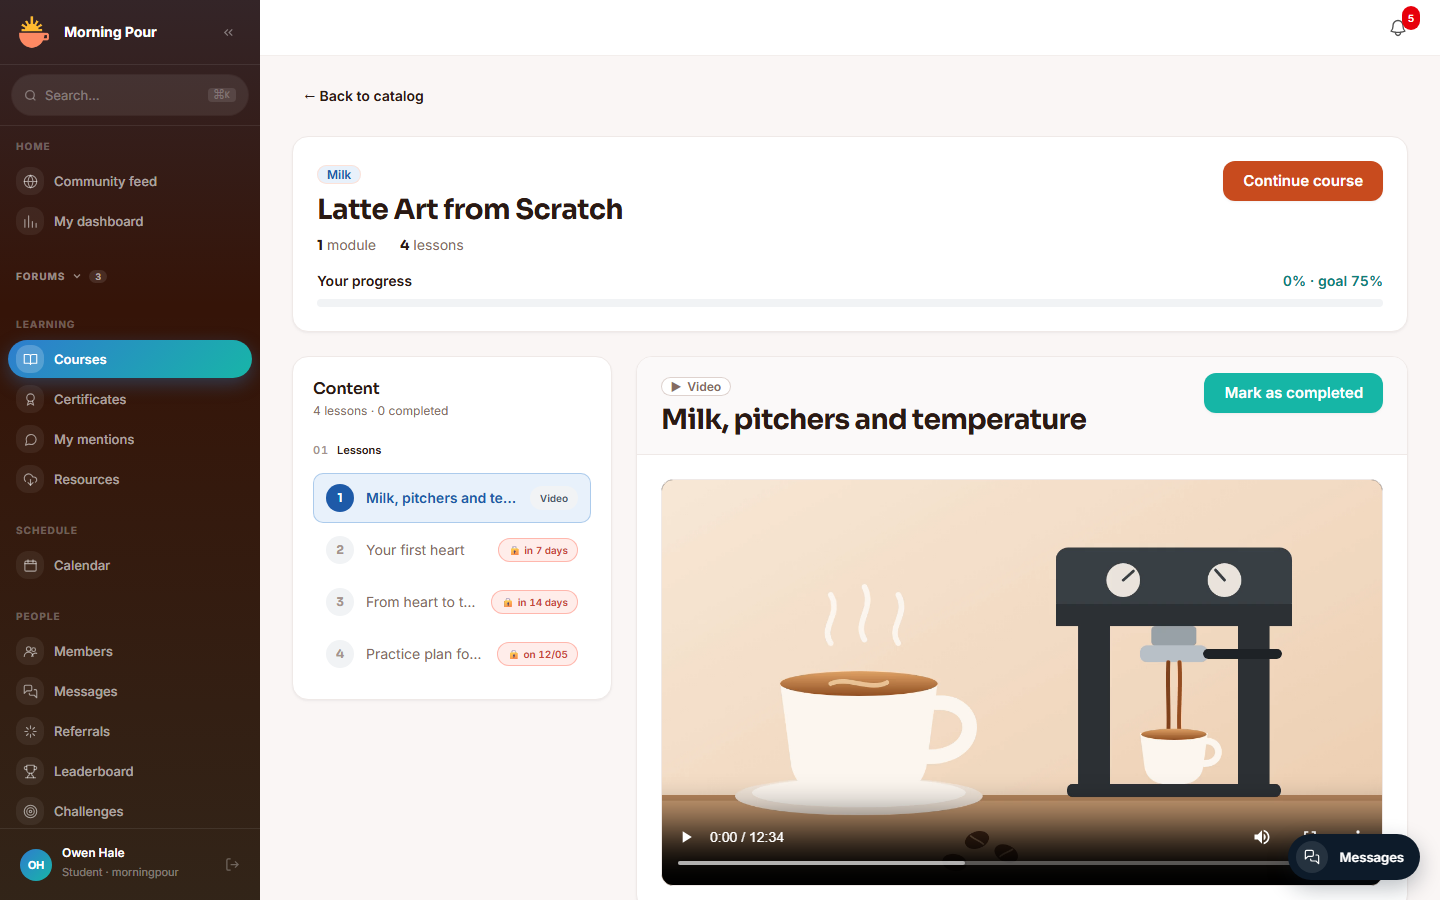 Morning Pour
Search...
⌘K
HOME
Community feed
My dashboard
FORUMS 3
LEARNING
Courses
Certificates
My mentions
Resources
SCHEDULE
Calendar
PEOPLE
Members
Messages
Referrals
Leaderboard
Challenges
OH
Owen Hale
Student · morningpour
5
← Back to catalog
Milk
Latte Art from Scratch
1 module 4 lessons
Continue course
Your progress
0% · goal 75%
Content
4 lessons · 0 completed
01 Lessons
1 Milk, pitchers and te... Video
2 Your first heart in 7 days
3 From heart to t... in 14 days
4 Practice plan fo... on 12/05
Video
Milk, pitchers and temperature
Mark as completed
0:00 / 12:34
Messages